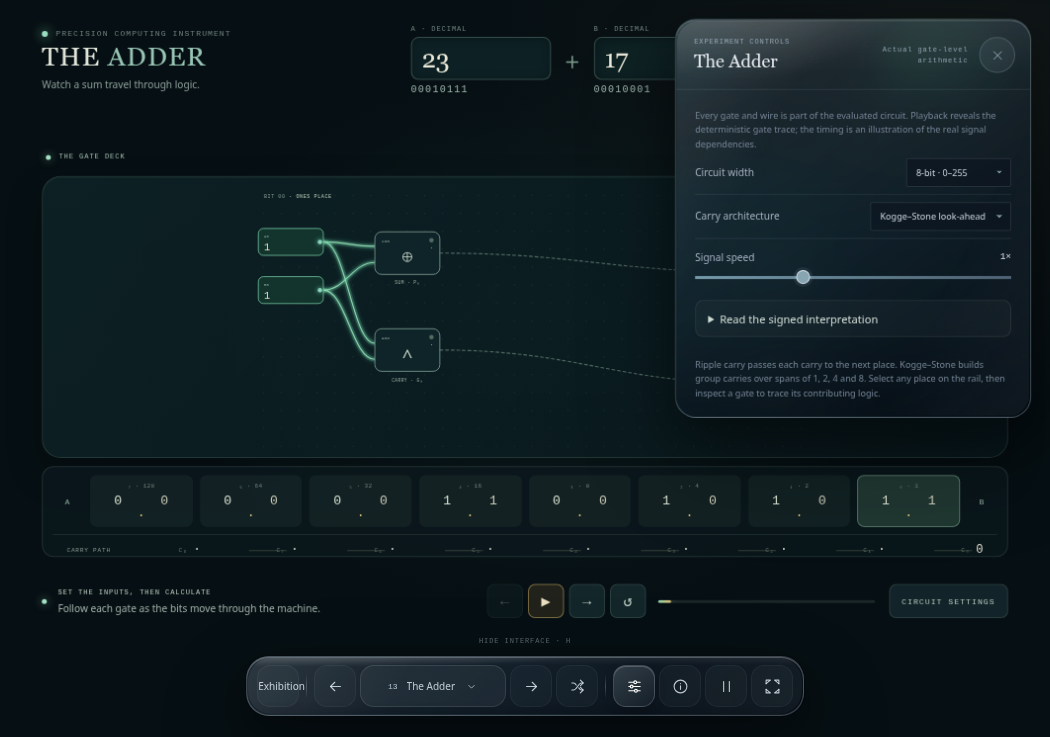 PRECISION COMPUTING INSTRUMENT
THE ADDER
Watch a sum travel through logic.
A · DECIMAL
23
00010111
+
B · DECIMAL
17
00010001
EXPERIMENT CONTROLS
The Adder
Actual gate-level
arithmetic
Every gate and wire is part of the evaluated circuit. Playback reveals the
deterministic gate trace; the timing is an illustration of the real signal
dependencies.
Circuit width
8-bit · 0–255
Carry architecture
Kogge–Stone look-ahead
Signal speed
1×
Read the signed interpretation
Ripple carry passes each carry to the next place. Kogge–Stone builds
group carries over spans of 1, 2, 4 and 8. Select any place on the rail, then
inspect a gate to trace its contributing logic.
THE GATE DECK
BIT 00 · ONES PLACE
1
1
⊕
SUM · P₀
∧
CARRY · G₀
A
0 0
0 0
0 0
1 1
0 0
1 0
1 0
1 1
B
CARRY PATH
0
SET THE INPUTS, THEN CALCULATE
Follow each gate as the bits move through the machine.
CIRCUIT SETTINGS
HIDE INTERFACE · H
Exhibition
13 The Adder